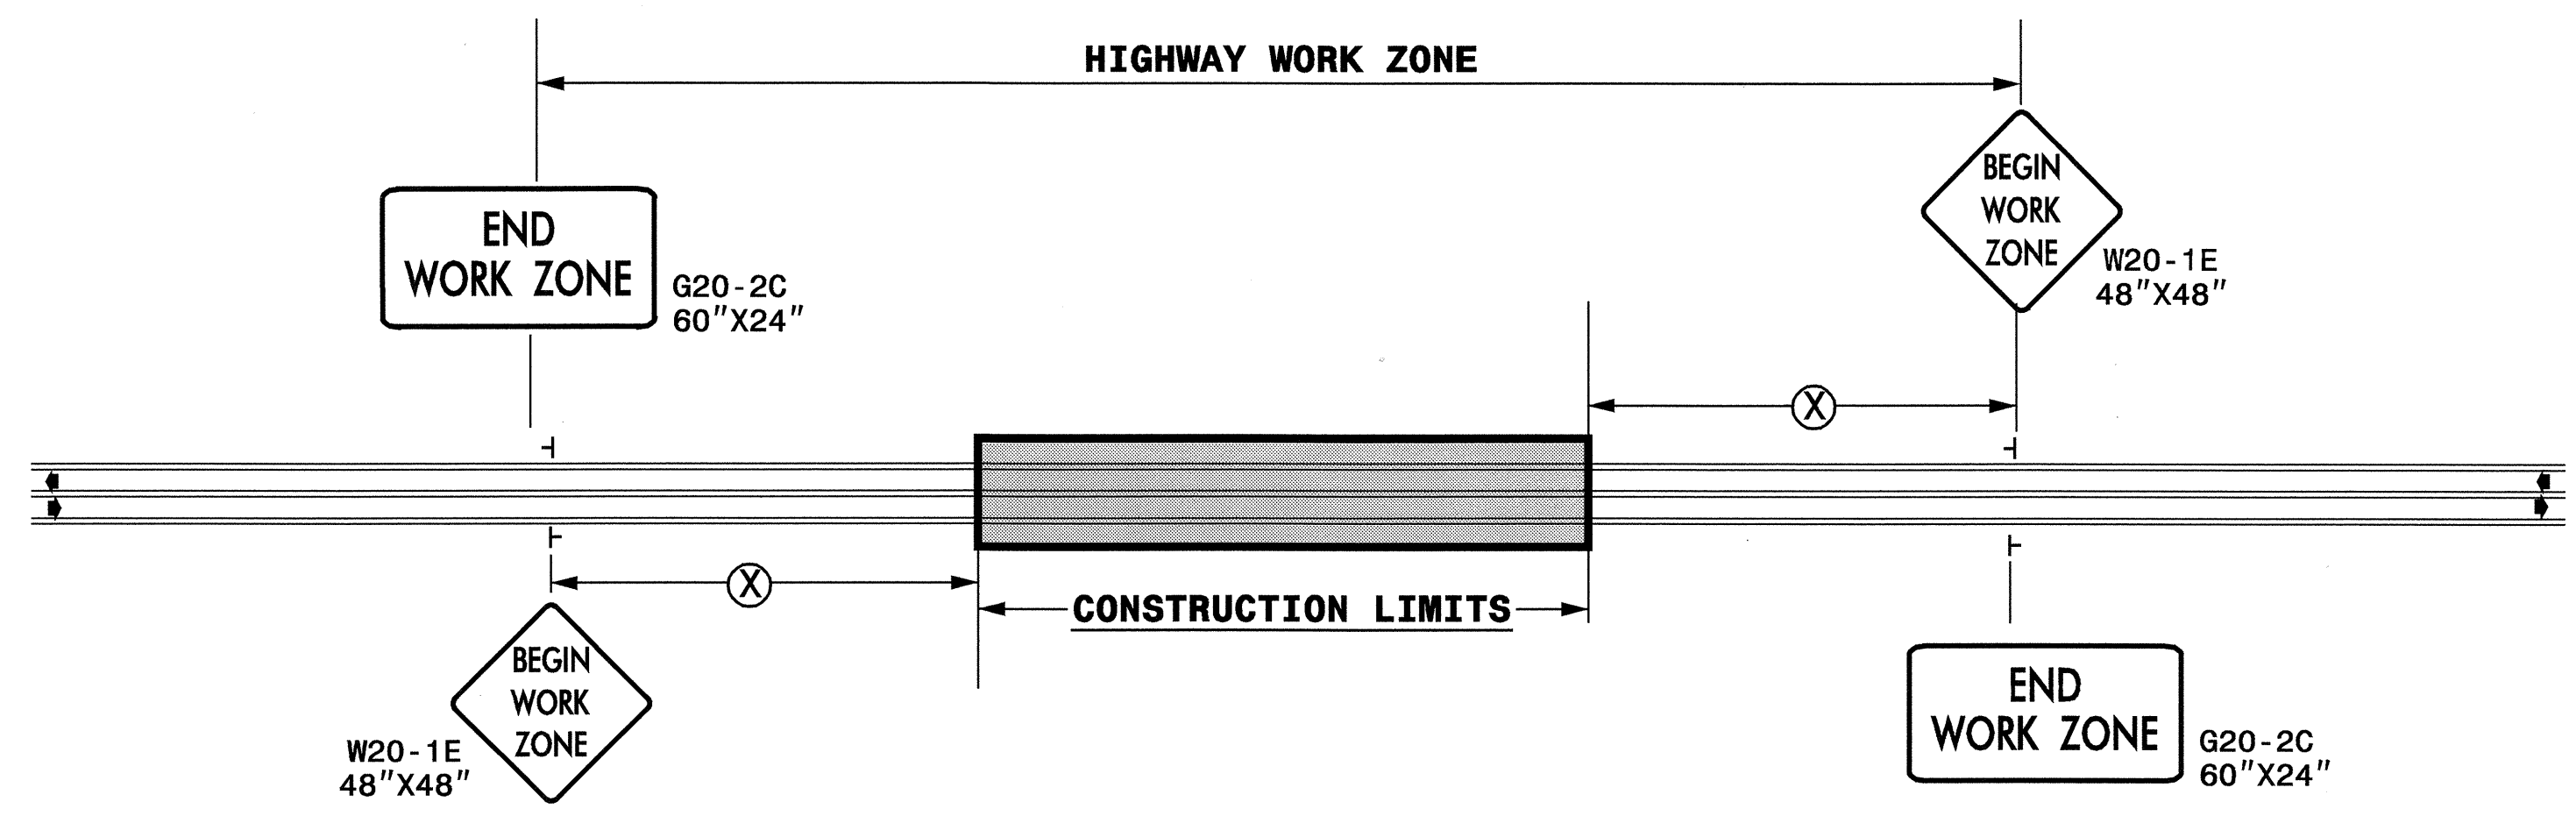 HIGHWAY WORK ZONE
BEGIN
WORK
ZONE
W20-1E
48"X48"
END
WORK ZONE
G20-2C
60"X24"
X
X
CONSTRUCTION LIMITS
BEGIN
WORK
ZONE
W20-1E
48"X48"
END
WORK ZONE
G20-2C
60"X24"